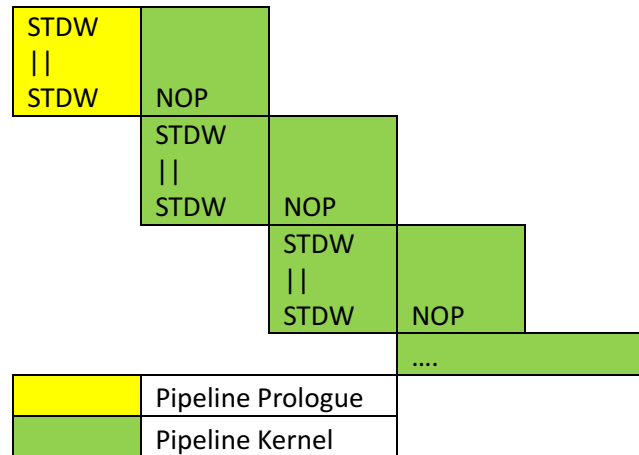 STDW
||
STDW NOP
STDW
||
STDW NOP
STDW
||
STDW NOP
....
Pipeline Prologue
Pipeline Kernel